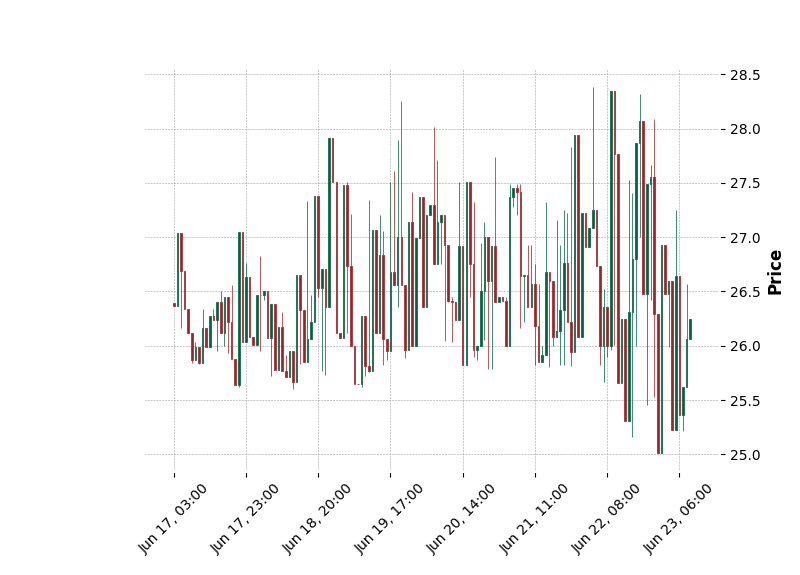 28.5
28.0
27.5
27.0
26.5
26.0
25.5
25.0
Price
Jun 17, 03:00
Jun 17, 23:00
Jun 18, 20:00
Jun 19, 17:00
Jun 20, 14:00
Jun 21, 11:00
Jun 22, 08:00
Jun 23, 06:00